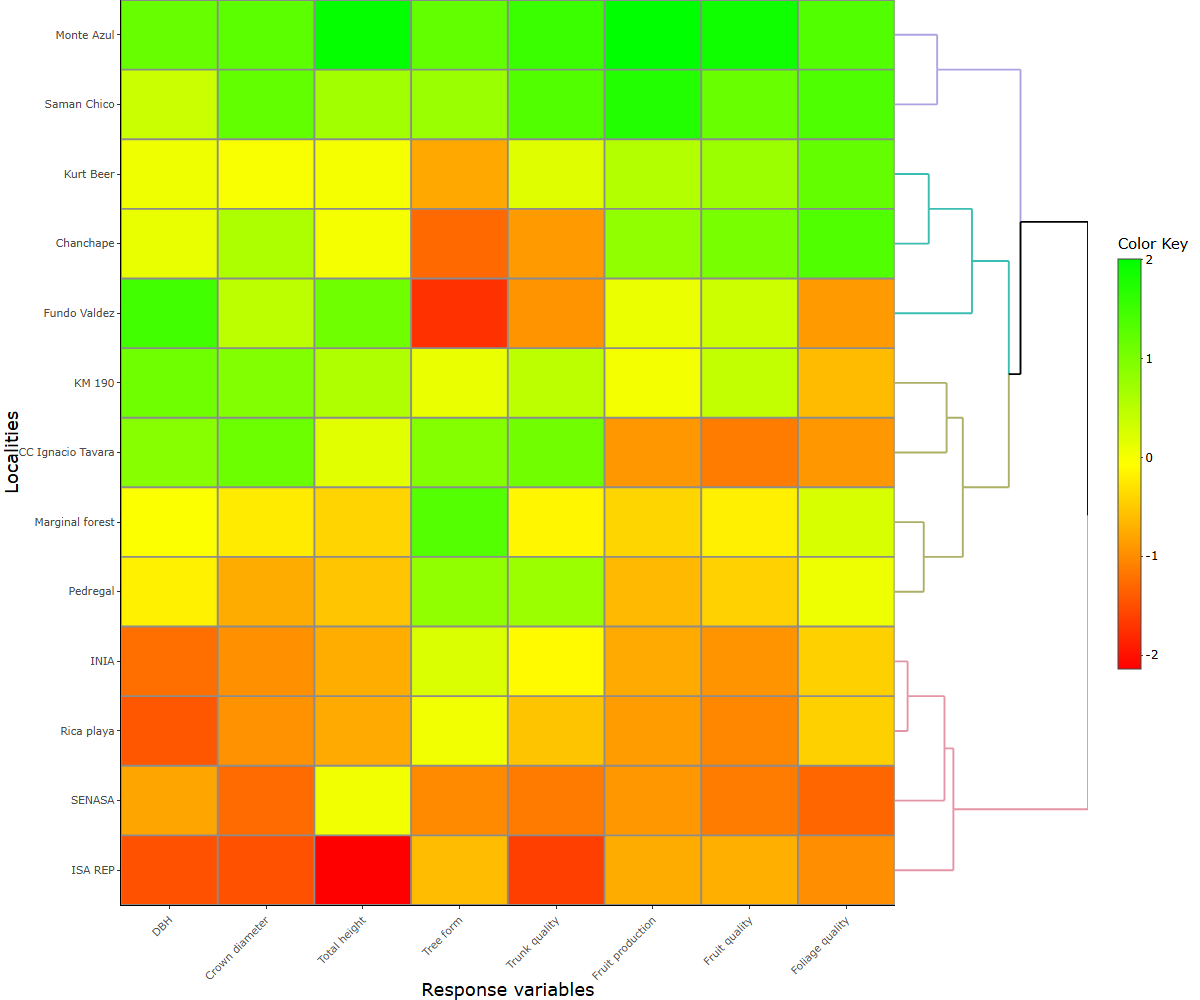 Monte Azul
Saman Chico
Kurt Beer
Chanchape
Fundo Valdez
KM 190
CC Ignacio Tavara
Marginal forest
Pedregal
INIA
Rica playa
SENASA
ISA REP
Localities
DBH
Crown diameter
Total height
Tree form
Trunk quality
Fruit production
Fruit quality
Foliage quality
Response variables
Color Key
2
1
0
-1
-2